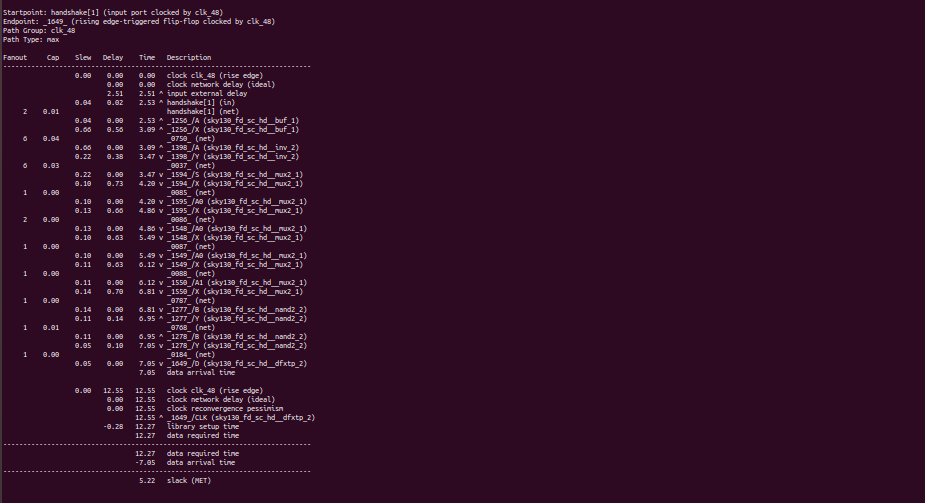 Startpoint: handshake[1] (input port clocked by clk_48)
Endpoint: _1649_ (rising edge-triggered flip-flop clocked by clk_48)
Path Group: clk_48
Path Type: max
Fanout Cap Slew Delay Time Description
-----------------------------------------------------------------------------
0.00 0.00 0.00 clock clk_48 (rise edge)
0.00 0.00 clock network delay (ideal)
2.51 2.51 ^ input external delay
0.04 0.02 2.53 ^ handshake[1] (in)
2 0.01 handshake[1] (net)
0.04 0.00 2.53 ^ _1256_/A (sky130_fd_sc_hd__buf_1)
0.66 0.56 3.09 ^ _1256_/X (sky130_fd_sc_hd__buf_1)
6 0.04 _0750_ (net)
0.66 0.00 3.09 ^ _1398_/A (sky130_fd_sc_hd__inv_2)
0.22 0.38 3.47 v _1398_/Y (sky130_fd_sc_hd__inv_2)
6 0.03 _0037_ (net)
0.22 0.00 3.47 v _1594_/S (sky130_fd_sc_hd__mux2_1)
0.10 0.73 4.20 v _1594_/X (sky130_fd_sc_hd__mux2_1)
1 0.00 _0085_ (net)
0.10 0.00 4.20 v _1595_/A0 (sky130_fd_sc_hd__mux2_1)
0.13 0.66 4.86 v _1595_/X (sky130_fd_sc_hd__mux2_1)
2 0.00 _0086_ (net)
0.13 0.00 4.86 v _1548_/A0 (sky130_fd_sc_hd__mux2_1)
0.10 0.63 5.49 v _1548_/X (sky130_fd_sc_hd__mux2_1)
1 0.00 _0087_ (net)
0.10 0.00 5.49 v _1549_/A0 (sky130_fd_sc_hd__mux2_1)
0.11 0.63 6.12 v _1549_/X (sky130_fd_sc_hd__mux2_1)
1 0.00 _0088_ (net)
0.11 0.00 6.12 v _1550_/A1 (sky130_fd_sc_hd__mux2_1)
0.14 0.70 6.81 v _1550_/X (sky130_fd_sc_hd__mux2_1)
1 0.00 _0787_ (net)
0.14 0.00 6.81 v _1277_/B (sky130_fd_sc_hd__nand2_2)
0.11 0.14 6.95 ^ _1277_/Y (sky130_fd_sc_hd__nand2_2)
1 0.01 _0768_ (net)
0.11 0.00 6.95 ^ _1278_/B (sky130_fd_sc_hd__nand2_2)
0.05 0.10 7.05 v _1278_/Y (sky130_fd_sc_hd__nand2_2)
1 0.00 _0184_ (net)
0.05 0.00 7.05 v _1649_/D (sky130_fd_sc_hd__dfxtp_2)
7.05 data arrival time
0.00 12.55 12.55 clock clk_48 (rise edge)
0.00 12.55 clock network delay (ideal)
0.00 12.55 clock reconvergence pessimism
12.55 ^ _1649_/CLK (sky130_fd_sc_hd__dfxtp_2)
-0.28 12.27 library setup time
12.27 data required time
-----------------------------------------------------------------------------
12.27 data required time
-7.05 data arrival time
-----------------------------------------------------------------------------
5.22 slack (MET)